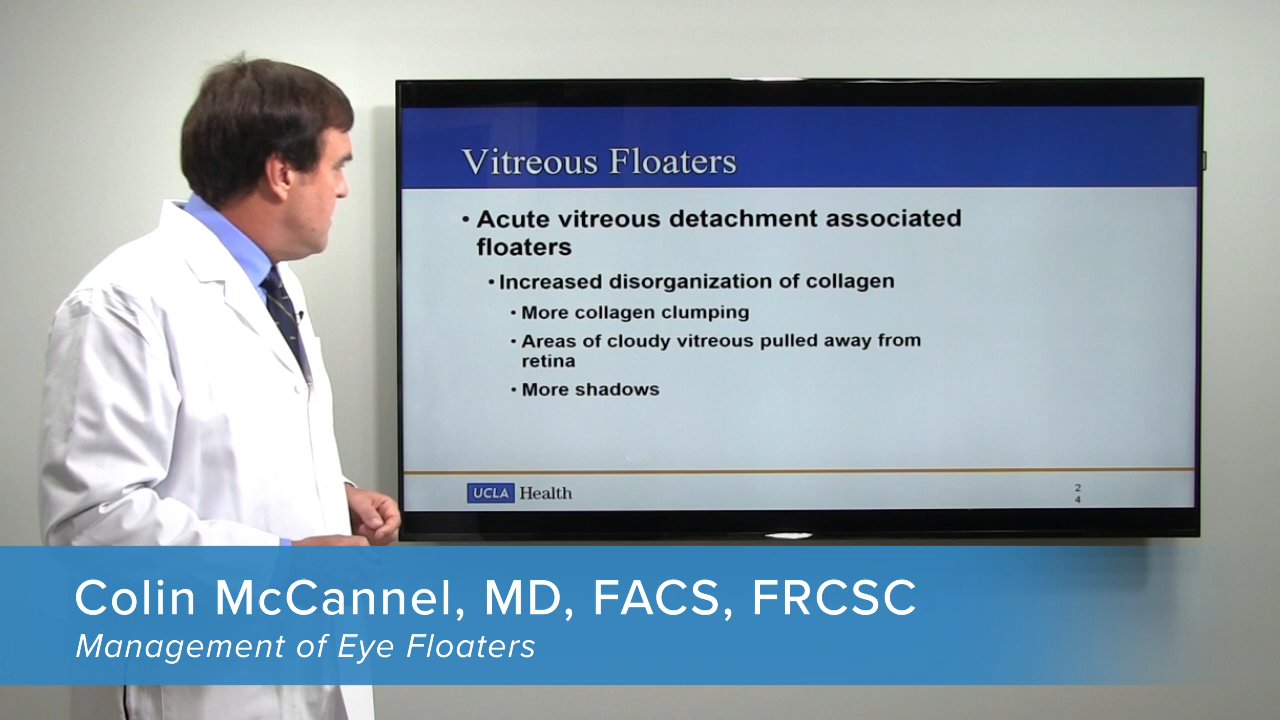 Vitreous Floaters
• Acute vitreous detachment associated
floaters
• Increased disorganization of collagen
• More collagen clumping
• Areas of cloudy vitreous pulled away from
retina
• More shadows
UCLA Health
2
4
Colin McCannel, MD, FACS, FRCSC
Management of Eye Floaters